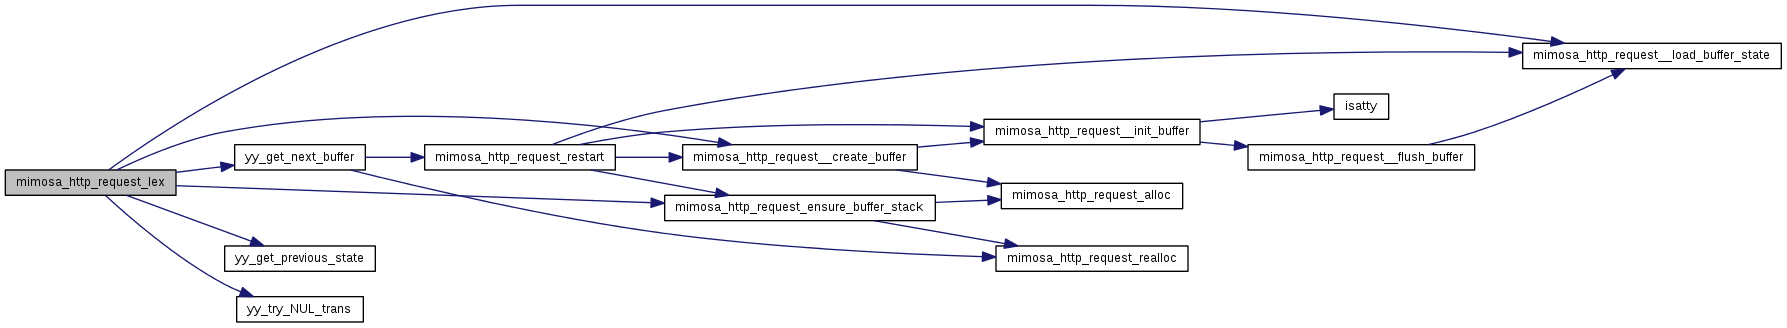 mimosa_http_request_lex
yy_get_next_buffer
yy_get_previous_state
yy_try_NUL_trans
mimosa_http_request_restart
mimosa_http_request__create_buffer
mimosa_http_request_ensure_buffer_stack
mimosa_http_request__init_buffer
mimosa_http_request_alloc
mimosa_http_request_realloc
isatty
mimosa_http_request__flush_buffer
mimosa_http_request__load_buffer_state